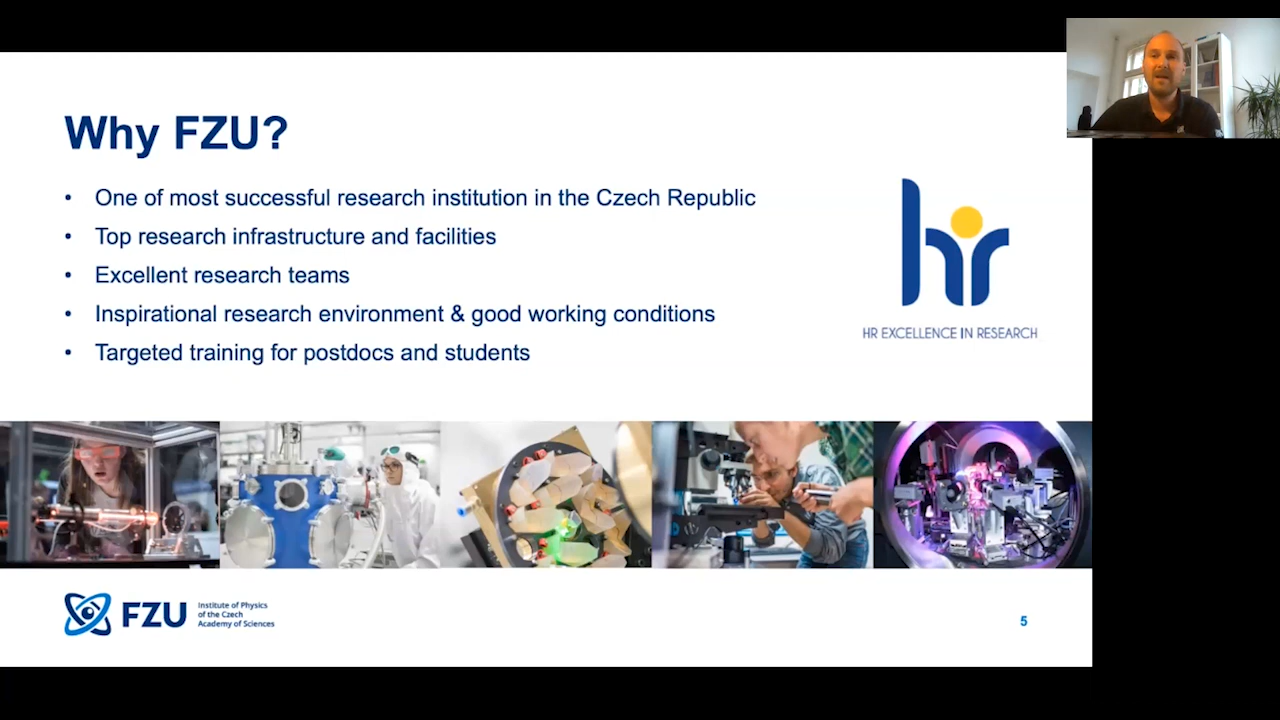 Why FZU?
• One of most successful research institution in the Czech Republic
• Top research infrastructure and facilities
• Excellent research teams
• Inspirational research environment & good working conditions
• Targeted training for postdocs and students
hr
HR EXCELLENCE IN RESEARCH
FZU
Institute of Physics
of the Czech
Academy of Sciences
5